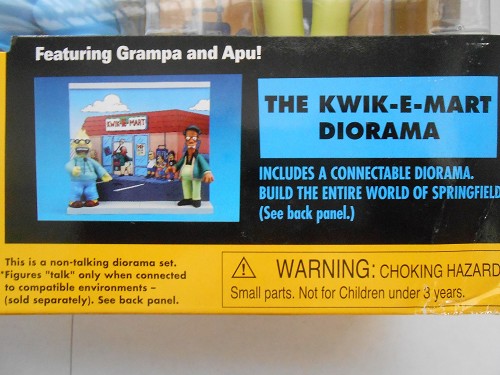 Featuring Grampa and Apu!
KWIK-E-MART
THE KWIK-E-MART
DIORAMA
INCLUDES A CONNECTABLE DIORAMA.
BUILD THE ENTIRE WORLD OF SPRINGFIELD
(See back panel.)
This is a non-talking diorama set.
*Figures "talk" only when connected
to compatible environments –
(sold separately). See back panel.
WARNING: CHOKING HAZARD
Small parts. Not for Children under 3 years.